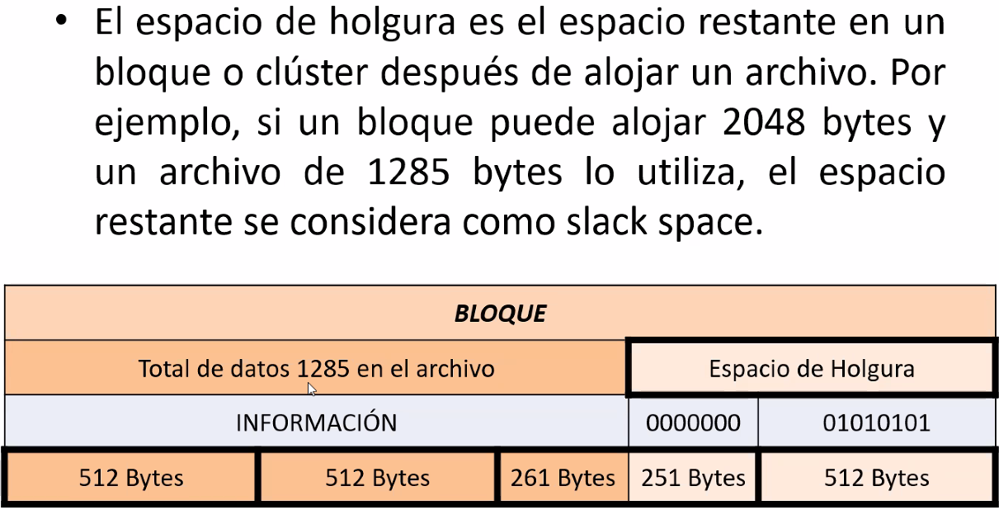 • El espacio de holgura es el espacio restante en un
bloque o clúster después de alojar un archivo. Por
ejemplo, si un bloque puede alojar 2048 bytes y
un archivo de 1285 bytes lo utiliza, el espacio
restante se considera como slack space.
BLOQUE
Total de datos 1285 en el archivo Espacio de Holgura
INFORMACIÓN 0000000 01010101
512 Bytes 512 Bytes 261 Bytes 251 Bytes 512 Bytes